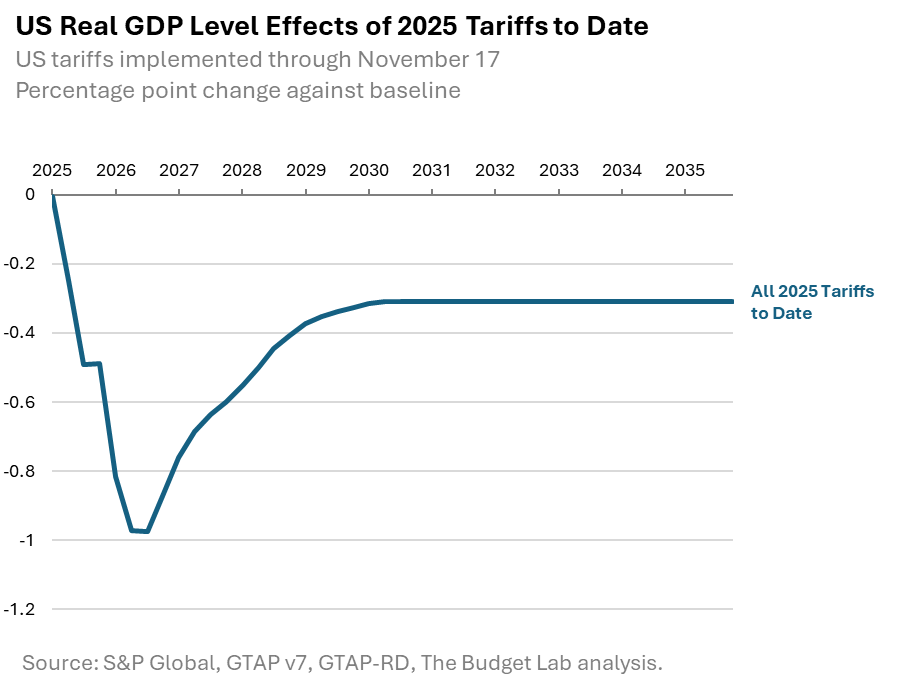 US Real GDP Level Effects of 2025 Tariffs to Date
US tariffs implemented through November 17
Percentage point change against baseline
2025 2026 2027 2028 2029 2030 2031 2032 2033 2034 2035
0
-0.2
All 2025 Tariffs
to Date
-0.4
-0.6
-0.8
-1
-1.2
Source: S&P Global, GTAP v7, GTAP-RD, The Budget Lab analysis.